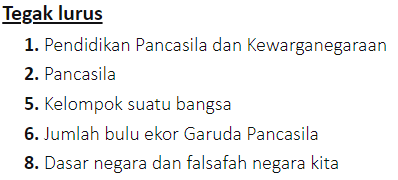 Tegak lurus
1. Pendidikan Pancasila dan Kewarganegaraan
2. Pancasila
5. Kelompok suatu bangsa
6. Jumlah bulu ekor Garuda Pancasila
8. Dasar negara dan falsafah negara kita